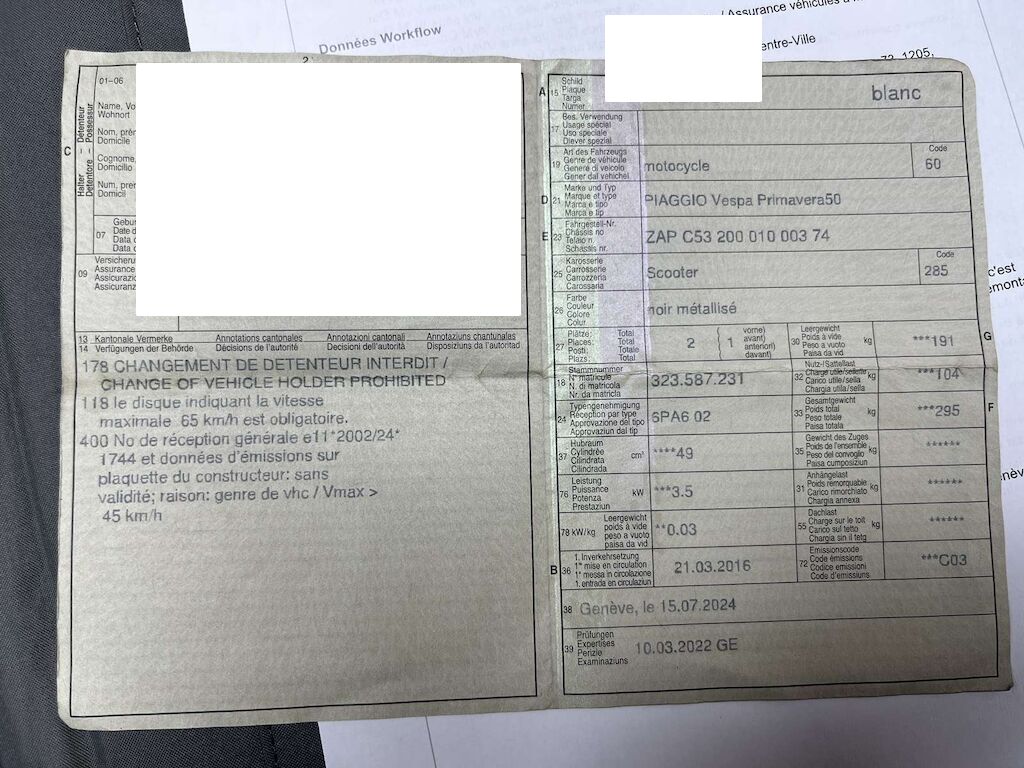 Données Workflow
/ Assurance véhicules à m
entre-Ville
73, 1205,
c'est
emonta
2
C
Halter - Détenteur
Detentore - Possessur
01–06
Name, Vo
Wohnort
Nom, prén
Domicile
Cognome,
Domicilio
Num, pren
Domicil
07
Gebur
Date d
Data d
Data d
09
Versicheru
Assurance
Assicurazio
Assicuranz
13 Kantonale Vermerke Annotations cantonales Annotazioni cantonali Annotaziuns chantunales
14 Verfügungen der Behörde Décisions de l'autorité Decisioni dell'autorità Disposiziuns da l'autoritad
178 CHANGEMENT DE DETENTEUR INTERDIT /
CHANGE OF VEHICLE HOLDER PROHIBITED
118 le disque indiquant la vitesse
maximale 65 km/h est obligatoire.
400 No de réception générale e11*2002/24*
1744 et données d'émissions sur
plaquette du constructeur: sans
validité; raison: genre de vhc / Vmax >
45 km/h
A 15
Schild
Plaque
Targa
Numer
blanc
17
Bes. Verwendung
Usage spécial
Uso speciale
Diever spezial
19
Art des Fahrzeugs
Genre de véhicule
Genere di veicolo
Gener dal vehichel
motocycle
Code
60
D 21
Marke und Typ
Marque et type
Marca e tipo
Marca e tip
PIAGGIO Vespa Primavera50
E 23
Fahrgestell-Nr.
Châssis no
Telaio n.
Schassis nr.
ZAP C53 200 010 003 74
25
Karosserie
Carrosserie
Carrozzeria
Carossaria
Scooter
Code
285
26
Farbe
Couleur
Colore
Colur
noir métallisé
27
Plätze: Total
Places: Total
Posti: Totale
Plazs: Total
2
1
vorne)
avant)
anteriori)
davant)
30
Leergewicht
Poids à vide
Peso a vuoto
Paisa da vid
kg
***191
G
18
Stammnummer
N° matricule
N. di matricola
Nr. da matricla
323.587.231
32
Nutz-/Sattellast
Charge utile/sellette
Carico utile/sella
Chargia utila/sella
kg
***104
24
Typengenehmigung
Réception par type
Approvazione del tipo
Approvaziun dal tip
6PA6 02
33
Gesamtgewicht
Poids total
Peso totale
Paisa totala
kg
***295
F
37
Hubraum
Cylindrée
Cilindrata
Cilindrada
cm³
****49
35
Gewicht des Zuges
Poids de l'ensemble
Peso del convoglio
Paisa cumposiziun
kg
******
76
Leistung
Puissance
Potenza
Prestaziun
kW
***3.5
31
Anhängelast
Poids remorquable
Carico rimorchiato
Chargia annexa
kg
******
78 kW/kg
Leergewicht
poids à vide
peso a vuoto
paisa da vid
**0.03
55
Dachlast
Charge sur le toit
Carico sul tetto
Chargia sin il tetg
kg
******
B 36
1. Inverkehrsetzung
1re mise en circulation
1a messa in circolazione
1. entrada en circulaziun
21.03.2016
72
Emissionscode
Code émissions
Codice emissioni
Code d'emissiuns
***C03
38 Genève, le 15.07.2024
39
Prüfungen
Expertises
Perizie
Examinaziuns
10.03.2022 GE